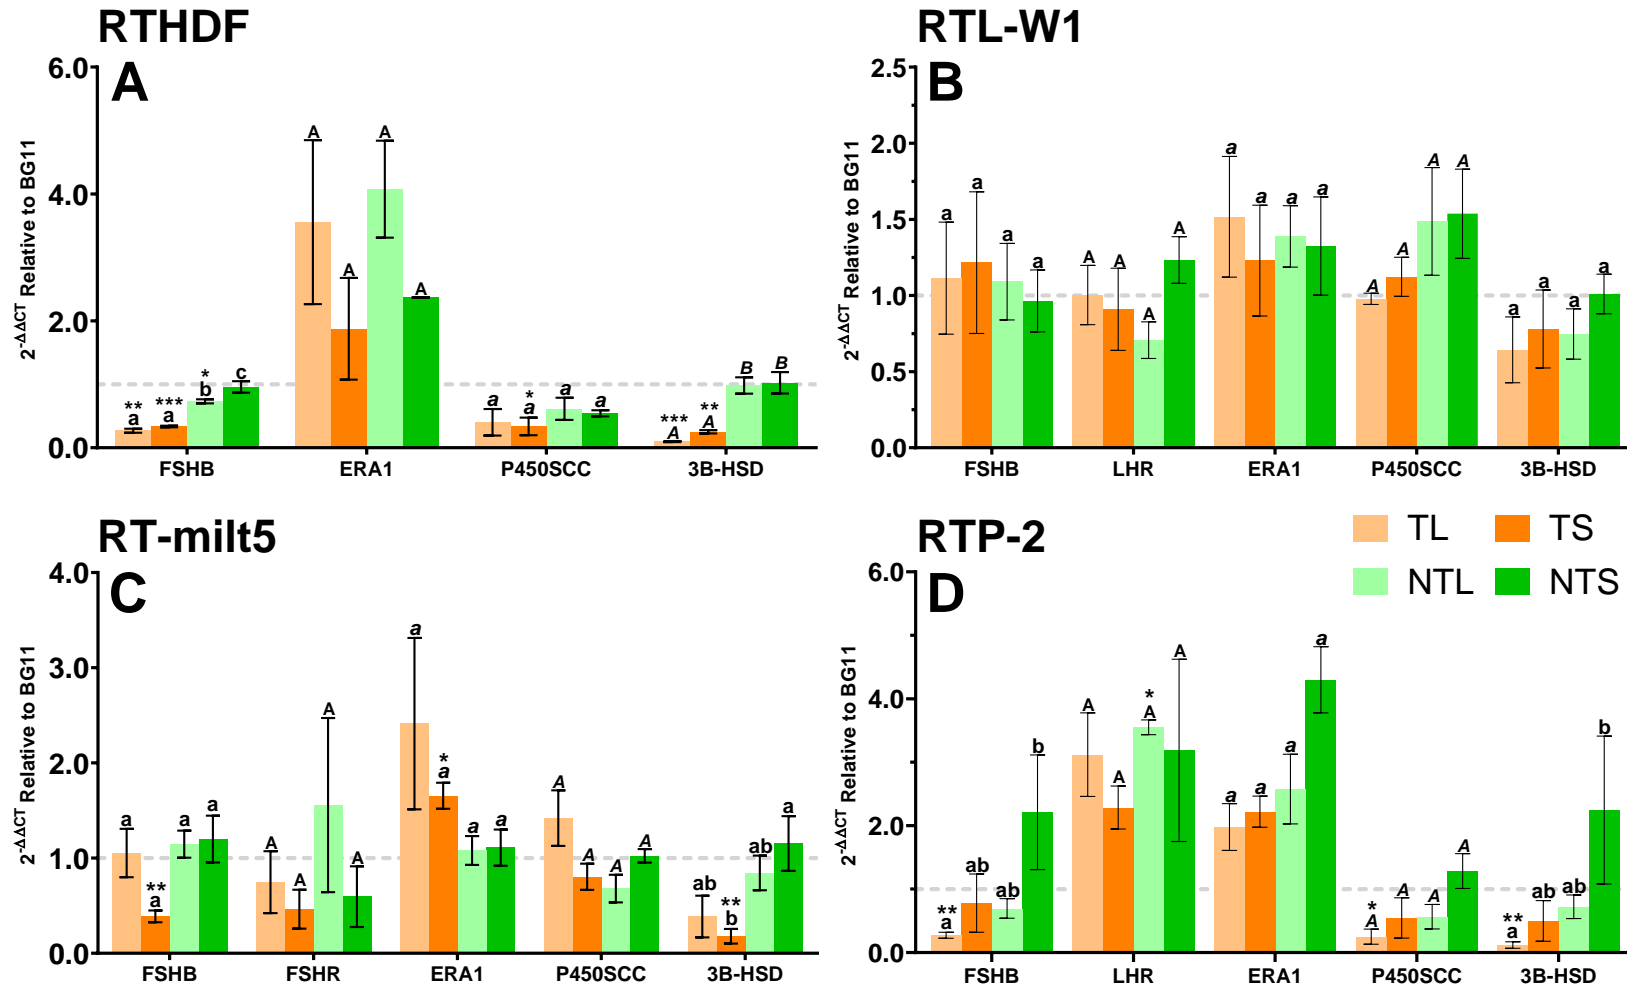 RTHDF
A
2-ΔΔCT Relative to BG11
6.0
4.0
2.0
0.0
** a
*** a
* b
c
A
A
A
A
a
* a
a
a
*** A
** A
B
B
FSHB ERA1 P450SCC 3B-HSD
RTL-W1
B
2-ΔΔCT Relative to BG11
2.5
2.0
1.5
1.0
0.5
0.0
a a a a
A A A A
a a a a
A A A A
a a a a
FSHB LHR ERA1 P450SCC 3B-HSD
TL TS
NTL NTS
RT-milt5
C
2-ΔΔCT Relative to BG11
4.0
3.0
2.0
1.0
0.0
a
** a
a
a
A A A A
a
* a
a
a
A A A A
ab
** b
ab
a
FSHB FSHR ERA1 P450SCC 3B-HSD
RTP-2
D
2-ΔΔCT Relative to BG11
6.0
4.0
2.0
0.0
** a
ab
ab
b
A
A
* A
A
a a a a
* A
A
A
A
** a
ab
ab
b
FSHB LHR ERA1 P450SCC 3B-HSD